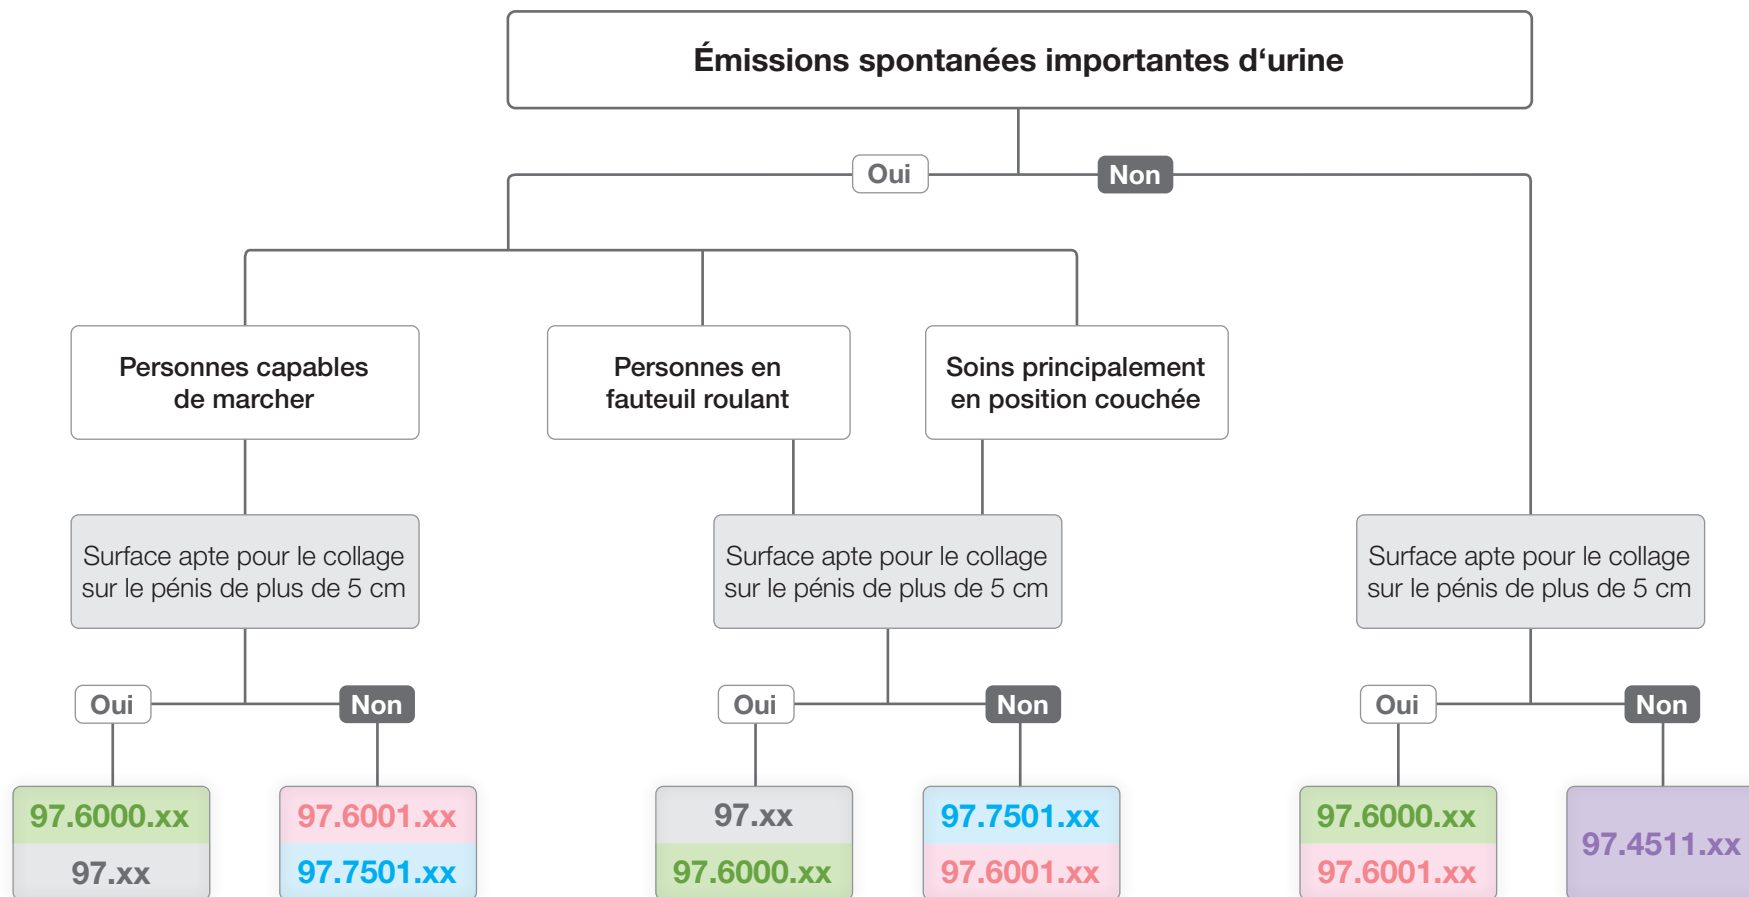 Émissions spontanées importantes d‘urine
Oui
Non
Personnes capables
de marcher
Personnes en
fauteuil roulant
Soins principalement
en position couchée
Surface apte pour le collage
sur le pénis de plus de 5 cm
Surface apte pour le collage
sur le pénis de plus de 5 cm
Surface apte pour le collage
sur le pénis de plus de 5 cm
Oui
Non
Oui
Non
Oui
Non
97.6000.xx
97.xx
97.6001.xx
97.7501.xx
97.xx
97.6000.xx
97.7501.xx
97.6001.xx
97.6000.xx
97.6001.xx
97.4511.xx